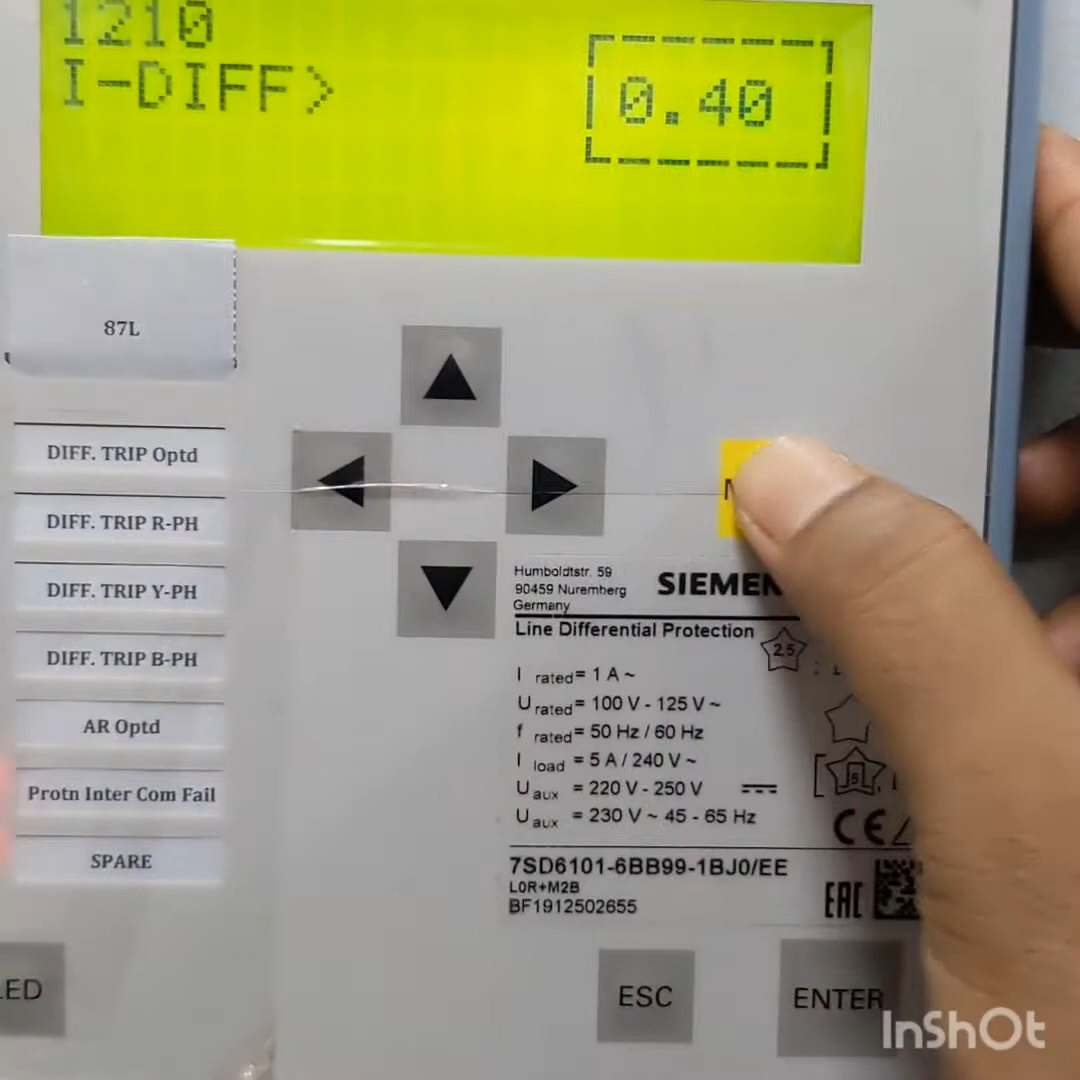 1210
I-DIFF>
0.40
87L
DIFF. TRIP Optd
DIFF. TRIP R-PH
DIFF. TRIP Y-PH
DIFF. TRIP B-PH
AR Optd
Protn Inter Com Fail
SPARE
LED
Humboldtstr. 59
90459 Nuremberg
Germany
SIEMEN
Line Differential Protection
2.5
I rated = 1 A ~
U rated = 100 V - 125 V ~
f rated = 50 Hz / 60 Hz
I load = 5 A / 240 V ~
U aux = 220 V - 250 V
U aux = 230 V ~ 45 - 65 Hz
CE
7SD6101-6BB99-1BJ0/EE
L0R+M2B
BF1912502655
EAC
ESC
ENTER
InShOt